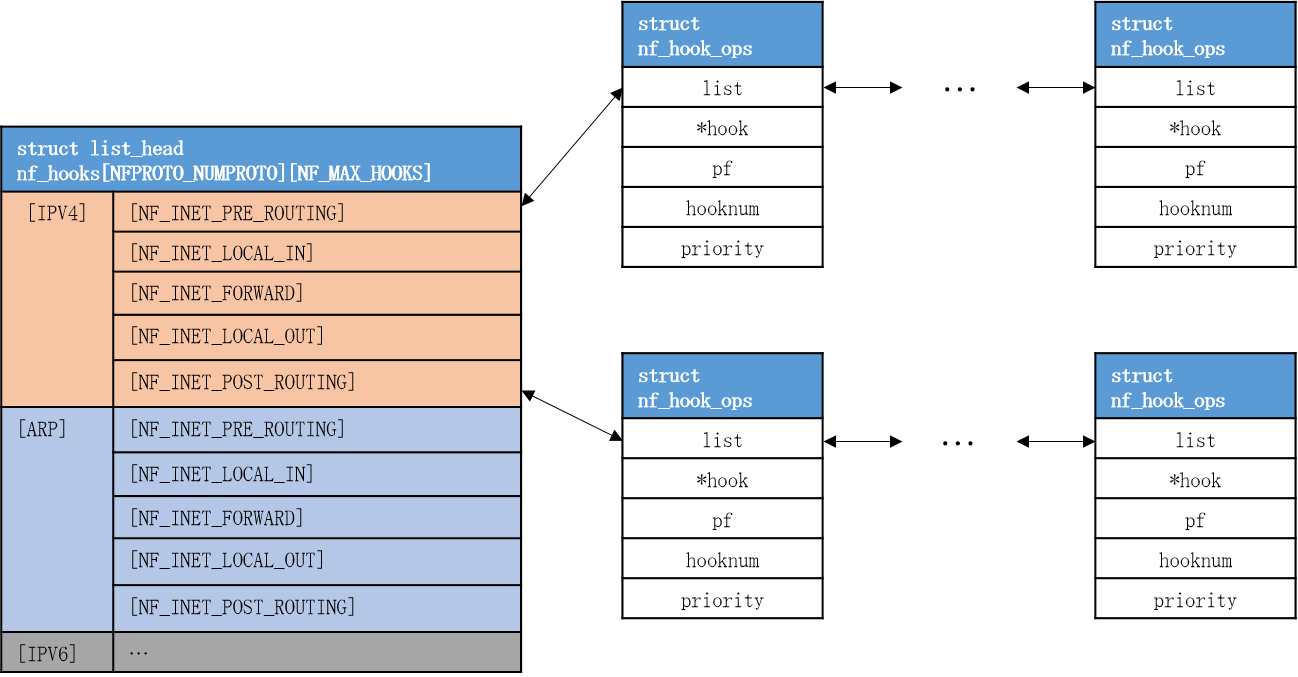 struct list_head
nf_hooks[NFPROTO_NUMPROTO][NF_MAX_HOOKS]
[IPV4]
[NF_INET_PRE_ROUTING]
[NF_INET_LOCAL_IN]
[NF_INET_FORWARD]
[NF_INET_LOCAL_OUT]
[NF_INET_POST_ROUTING]
[ARP]
[NF_INET_PRE_ROUTING]
[NF_INET_LOCAL_IN]
[NF_INET_FORWARD]
[NF_INET_LOCAL_OUT]
[NF_INET_POST_ROUTING]
[IPV6]
...
struct
nf_hook_ops
list
*hook
pf
hooknum
priority
...
struct
nf_hook_ops
list
*hook
pf
hooknum
priority
struct
nf_hook_ops
list
*hook
pf
hooknum
priority
...
struct
nf_hook_ops
list
*hook
pf
hooknum
priority